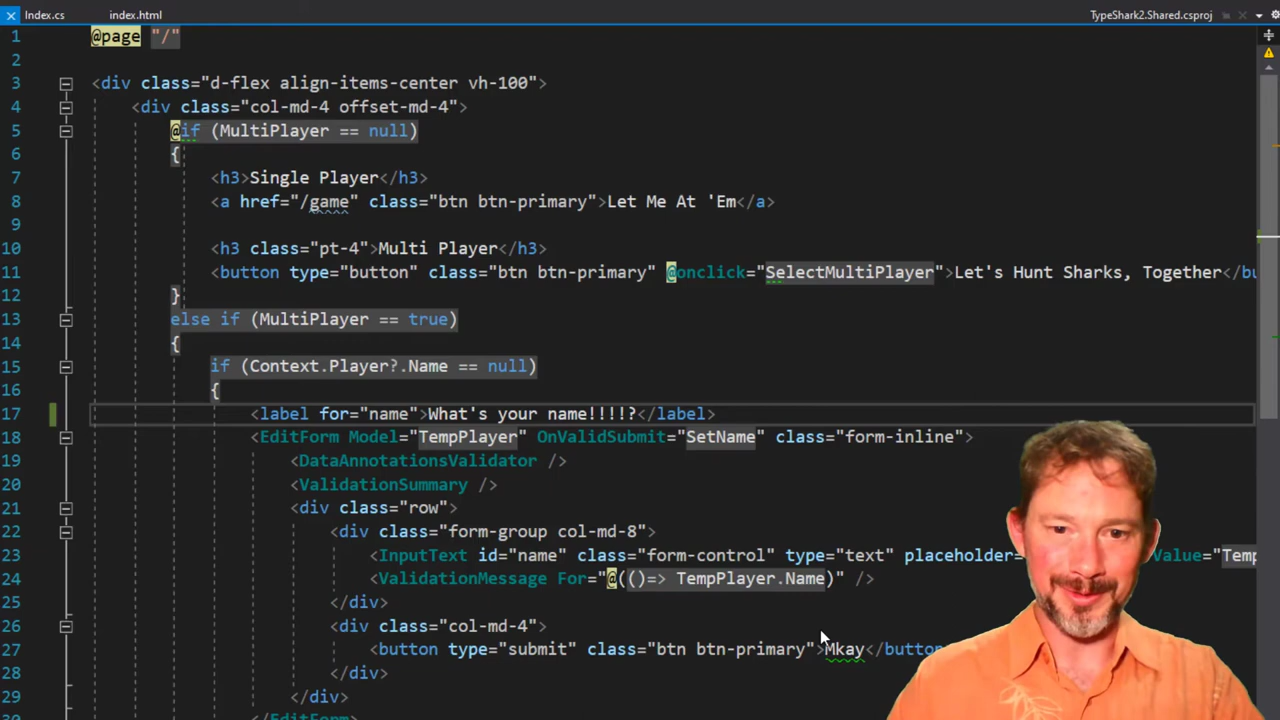 Index.cs index.html TypeShark2.Shared.csproj
1 @page "/"
2
3 <div class="d-flex align-items-center vh-100">
4 <div class="col-md-4 offset-md-4">
5 @if (MultiPlayer == null)
6 {
7 <h3>Single Player</h3>
8 <a href="/game" class="btn btn-primary">Let Me At 'Em</a>
9
10 <h3 class="pt-4">Multi Player</h3>
11 <button type="button" class="btn btn-primary" @onclick="SelectMultiPlayer">Let's Hunt Sharks, Together</bu
12 }
13 else if (MultiPlayer == true)
14 {
15 if (Context.Player?.Name == null)
16 {
17 <label for="name">What's your name!!!!?</label>
18 <EditForm Model="TempPlayer" OnValidSubmit="SetName" class="form-inline">
19 <DataAnnotationsValidator />
20 <ValidationSummary />
21 <div class="row">
22 <div class="form-group col-md-8">
23 <InputText id="name" class="form-control" type="text" placeholder= Value="Temp
24 <ValidationMessage For="@(()=> TempPlayer.Name)" />
25 </div>
26 <div class="col-md-4">
27 <button type="submit" class="btn btn-primary">Mkay</button
28 </div>
29 </div>
30 </EditForm>